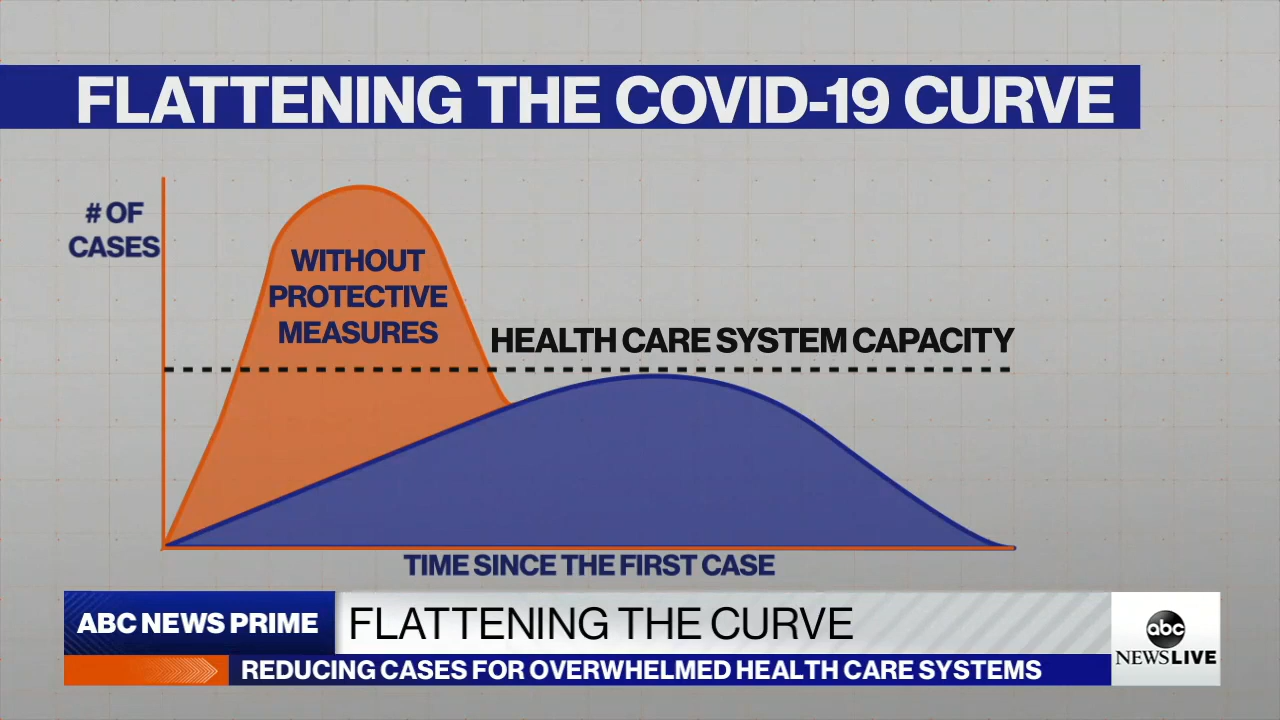 FLATTENING THE COVID-19 CURVE
# OF
CASES
WITHOUT
PROTECTIVE
MEASURES
HEALTH CARE SYSTEM CAPACITY
TIME SINCE THE FIRST CASE
ABC NEWS PRIME
FLATTENING THE CURVE
REDUCING CASES FOR OVERWHELMED HEALTH CARE SYSTEMS
abc
NEWSLIVE